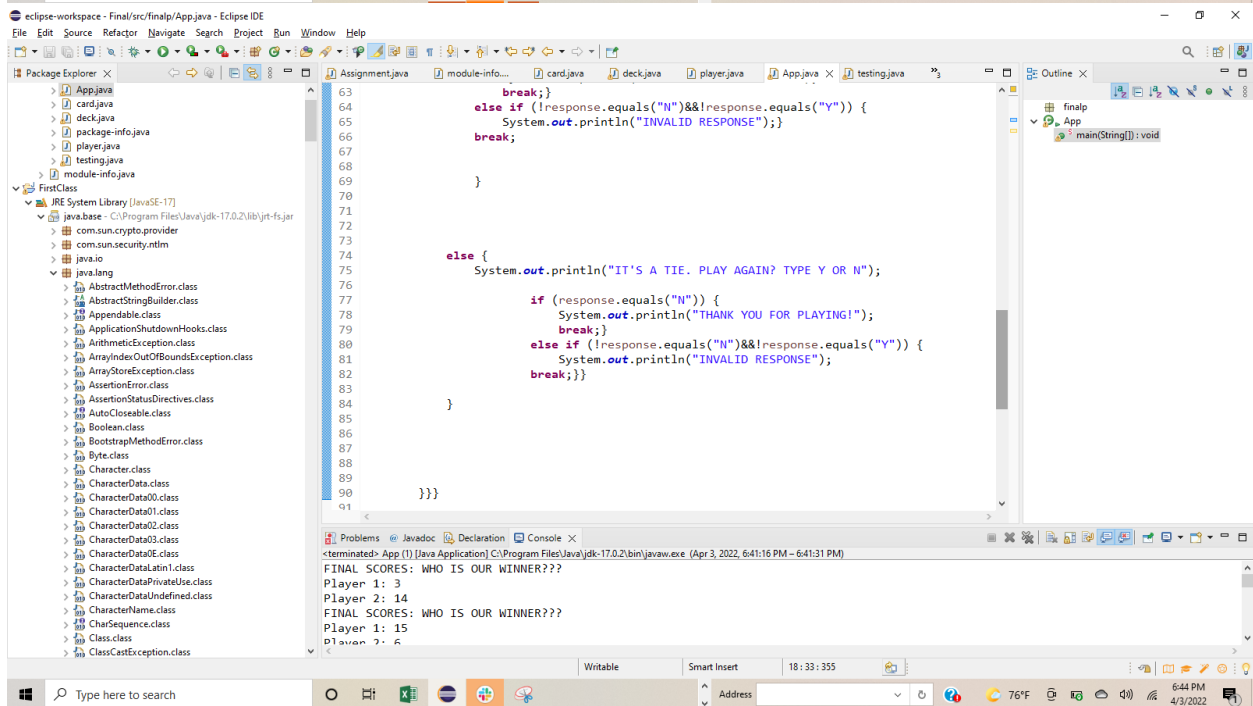 eclipse-workspace - Final/src/finalp/App.java - Eclipse IDE
File Edit Source Refactor Navigate Search Project Run Window Help
Package Explorer
App.java
card.java
deck.java
package-info.java
player.java
testing.java
module-info.java
FirstClass
JRE System Library [JavaSE-17]
java.base - C:\Program Files\Java\jdk-17.0.2\lib\jrt-fs.jar
com.sun.crypto.provider
com.sun.security.ntlm
java.io
java.lang
AbstractMethodError.class
AbstractStringBuilder.class
Appendable.class
ApplicationShutdownHooks.class
ArithmeticException.class
ArrayIndexOutOfBoundsException.class
ArrayStoreException.class
AssertionError.class
AssertionStatusDirectives.class
AutoCloseable.class
Boolean.class
BootstrapMethodError.class
Byte.class
Character.class
CharacterData.class
CharacterData00.class
CharacterData01.class
CharacterData02.class
CharacterData03.class
CharacterData0E.class
CharacterDataLatin1.class
CharacterDataPrivateUse.class
CharacterDataUndefined.class
CharacterName.class
CharSequence.class
Class.class
ClassCastException.class
Assignment.java module-info.... card.java deck.java player.java App.java testing.java »3
63 break;}
64 else if (!response.equals("N")&&!response.equals("Y")) {
65 System.out.println("INVALID RESPONSE");}
66 break;
67
68
69 }
70
71
72
73
74 else {
75 System.out.println("IT'S A TIE. PLAY AGAIN? TYPE Y OR N");
76
77 if (response.equals("N")) {
78 System.out.println("THANK YOU FOR PLAYING!");
79 break;}
80 else if (!response.equals("N")&&!response.equals("Y")) {
81 System.out.println("INVALID RESPONSE");
82 break;}}
83
84 }
85
86
87
88
89
90 }}}
91
Outline
finalp
App
main(String[]) : void
Problems @ Javadoc Declaration Console
<terminated> App (1) [Java Application] C:\Program Files\Java\jdk-17.0.2\bin\javaw.exe (Apr 3, 2022, 6:41:16 PM – 6:41:31 PM)
FINAL SCORES: WHO IS OUR WINNER???
Player 1: 3
Player 2: 14
FINAL SCORES: WHO IS OUR WINNER???
Player 1: 15
Player 2: 6
Writable Smart Insert 18 : 33 : 355
Type here to search
Address
76°F
6:44 PM
4/3/2022
1